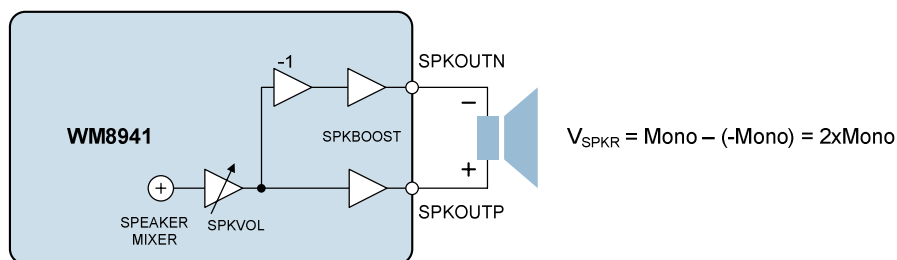 SPKOUTN
-1
WM8941
SPKBOOST
−
+
V_SPKR = Mono – (-Mono) = 2xMono
+
SPEAKER
MIXER
SPKVOL
SPKOUTP